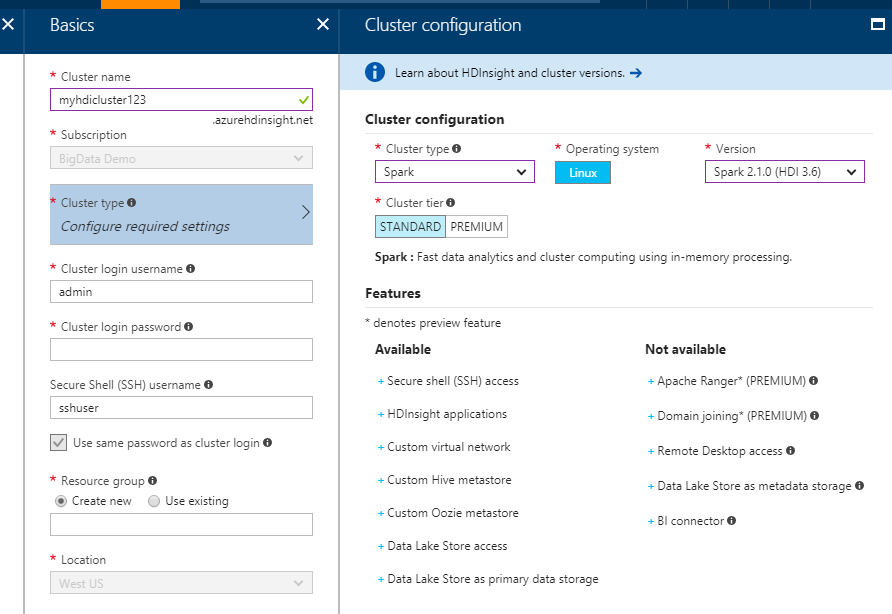 Basics
* Cluster name
myhdicluster123
.azurehdinsight.net
* Subscription
BigData Demo
* Cluster type
Configure required settings
* Cluster login username
admin
* Cluster login password
Secure Shell (SSH) username
sshuser
Use same password as cluster login
* Resource group
Create new Use existing
* Location
West US
Cluster configuration
Learn about HDInsight and cluster versions.
Cluster configuration
* Cluster type * Operating system * Version
Spark Linux Spark 2.1.0 (HDI 3.6)
* Cluster tier
STANDARD PREMIUM
Spark : Fast data analytics and cluster computing using in-memory processing.
Features
* denotes preview feature
Available
+ Secure shell (SSH) access
+ HDInsight applications
+ Custom virtual network
+ Custom Hive metastore
+ Custom Oozie metastore
+ Data Lake Store access
+ Data Lake Store as primary data storage
Not available
+ Apache Ranger* (PREMIUM)
+ Domain joining* (PREMIUM)
+ Remote Desktop access
+ Data Lake Store as metadata storage
+ BI connector